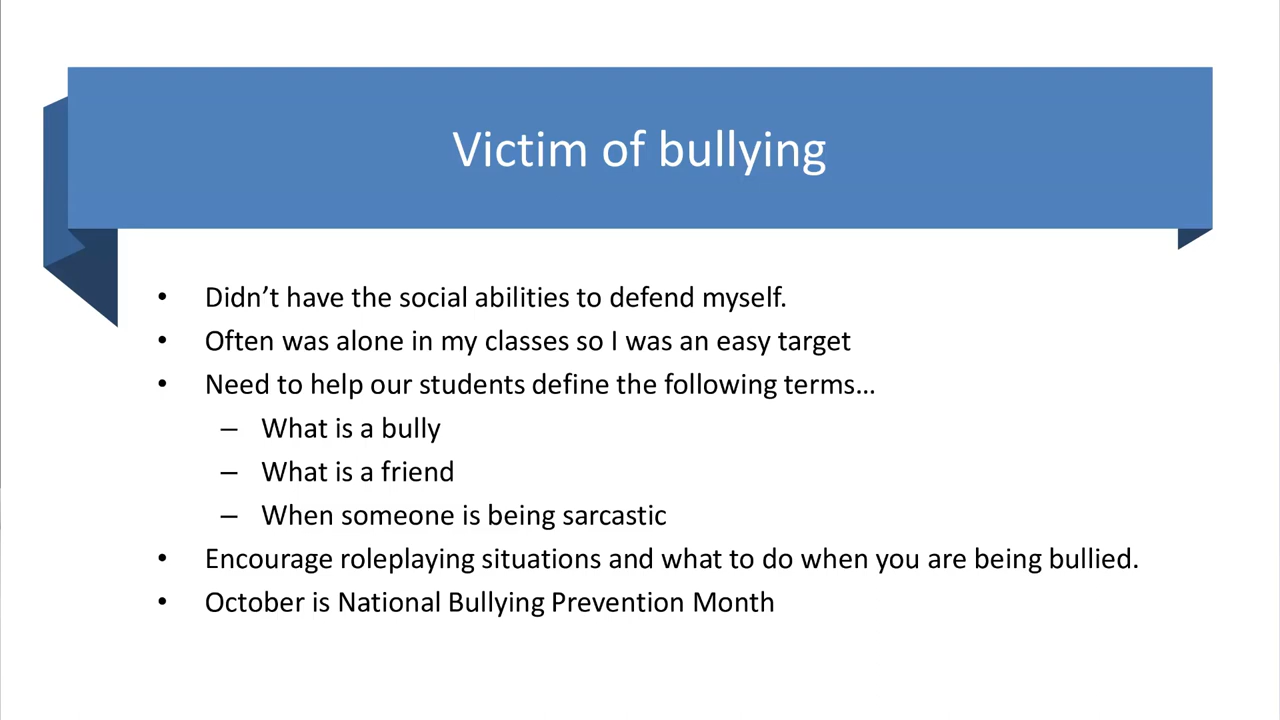 Victim of bullying
• Didn’t have the social abilities to defend myself.
• Often was alone in my classes so I was an easy target
• Need to help our students define the following terms…
– What is a bully
– What is a friend
– When someone is being sarcastic
• Encourage roleplaying situations and what to do when you are being bullied.
• October is National Bullying Prevention Month